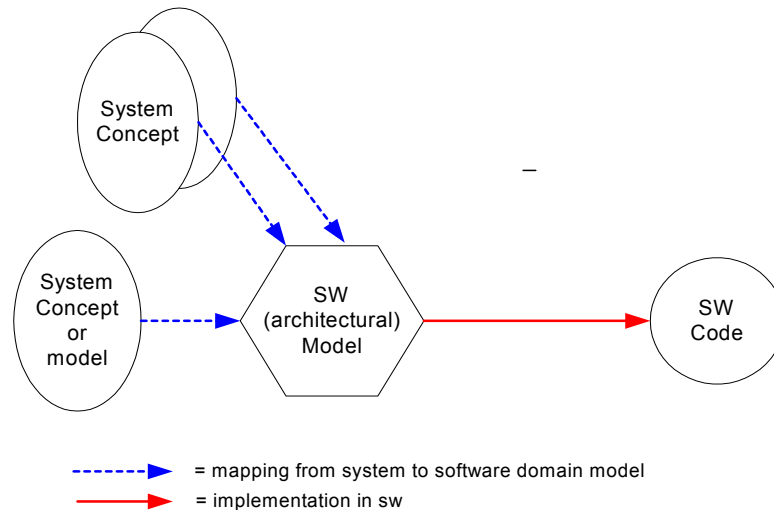 System
Concept
–
System
Concept
or
model
SW
(architectural)
Model
SW
Code
= mapping from system to software domain model
= implementation in sw